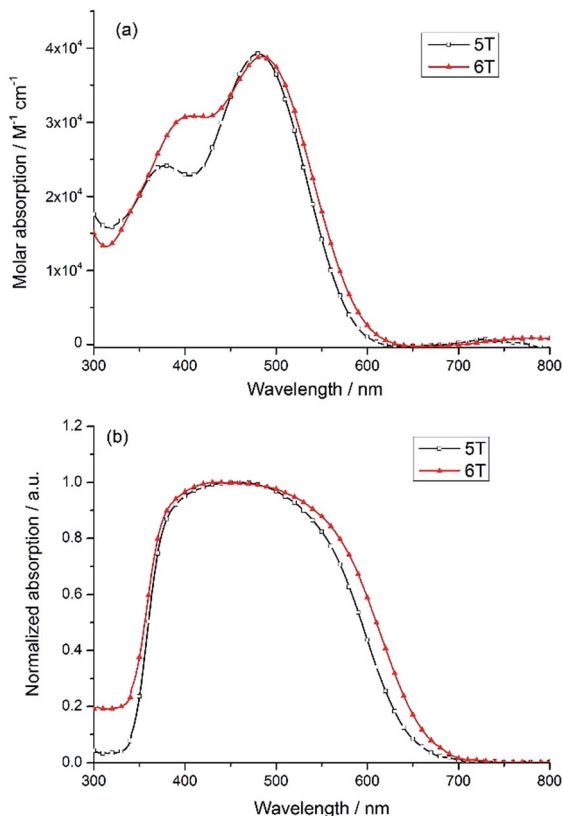 (a)
5T
6T
4x10⁴
3x10⁴
2x10⁴
1x10⁴
0
Molar absorption / M⁻¹ cm⁻¹
300 400 500 600 700 800
Wavelength / nm
(b)
5T
6T
1.2
1.0
0.8
0.6
0.4
0.2
0.0
Normalized absorption / a.u.
300 400 500 600 700 800
Wavelength / nm